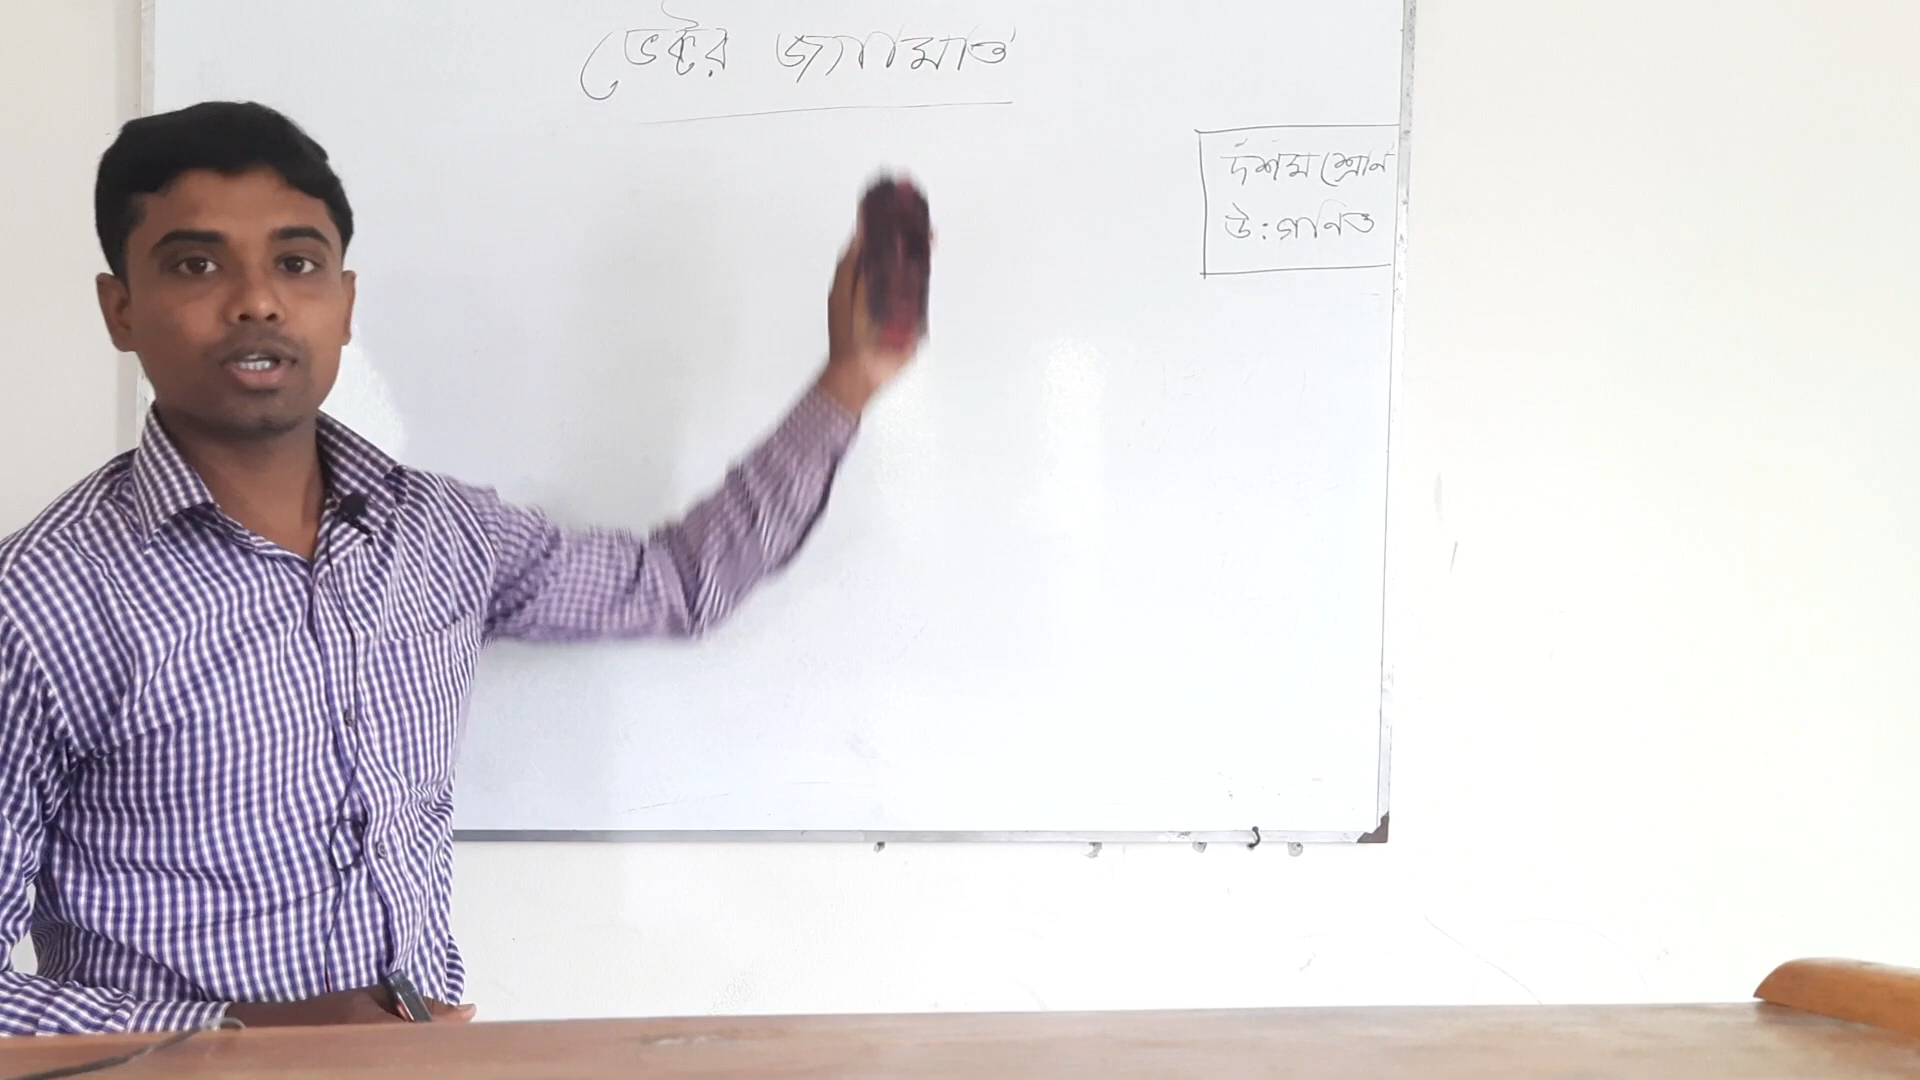 ভেক্টর জ্যামিতি
দশম শ্রেণি
উ: গণিত